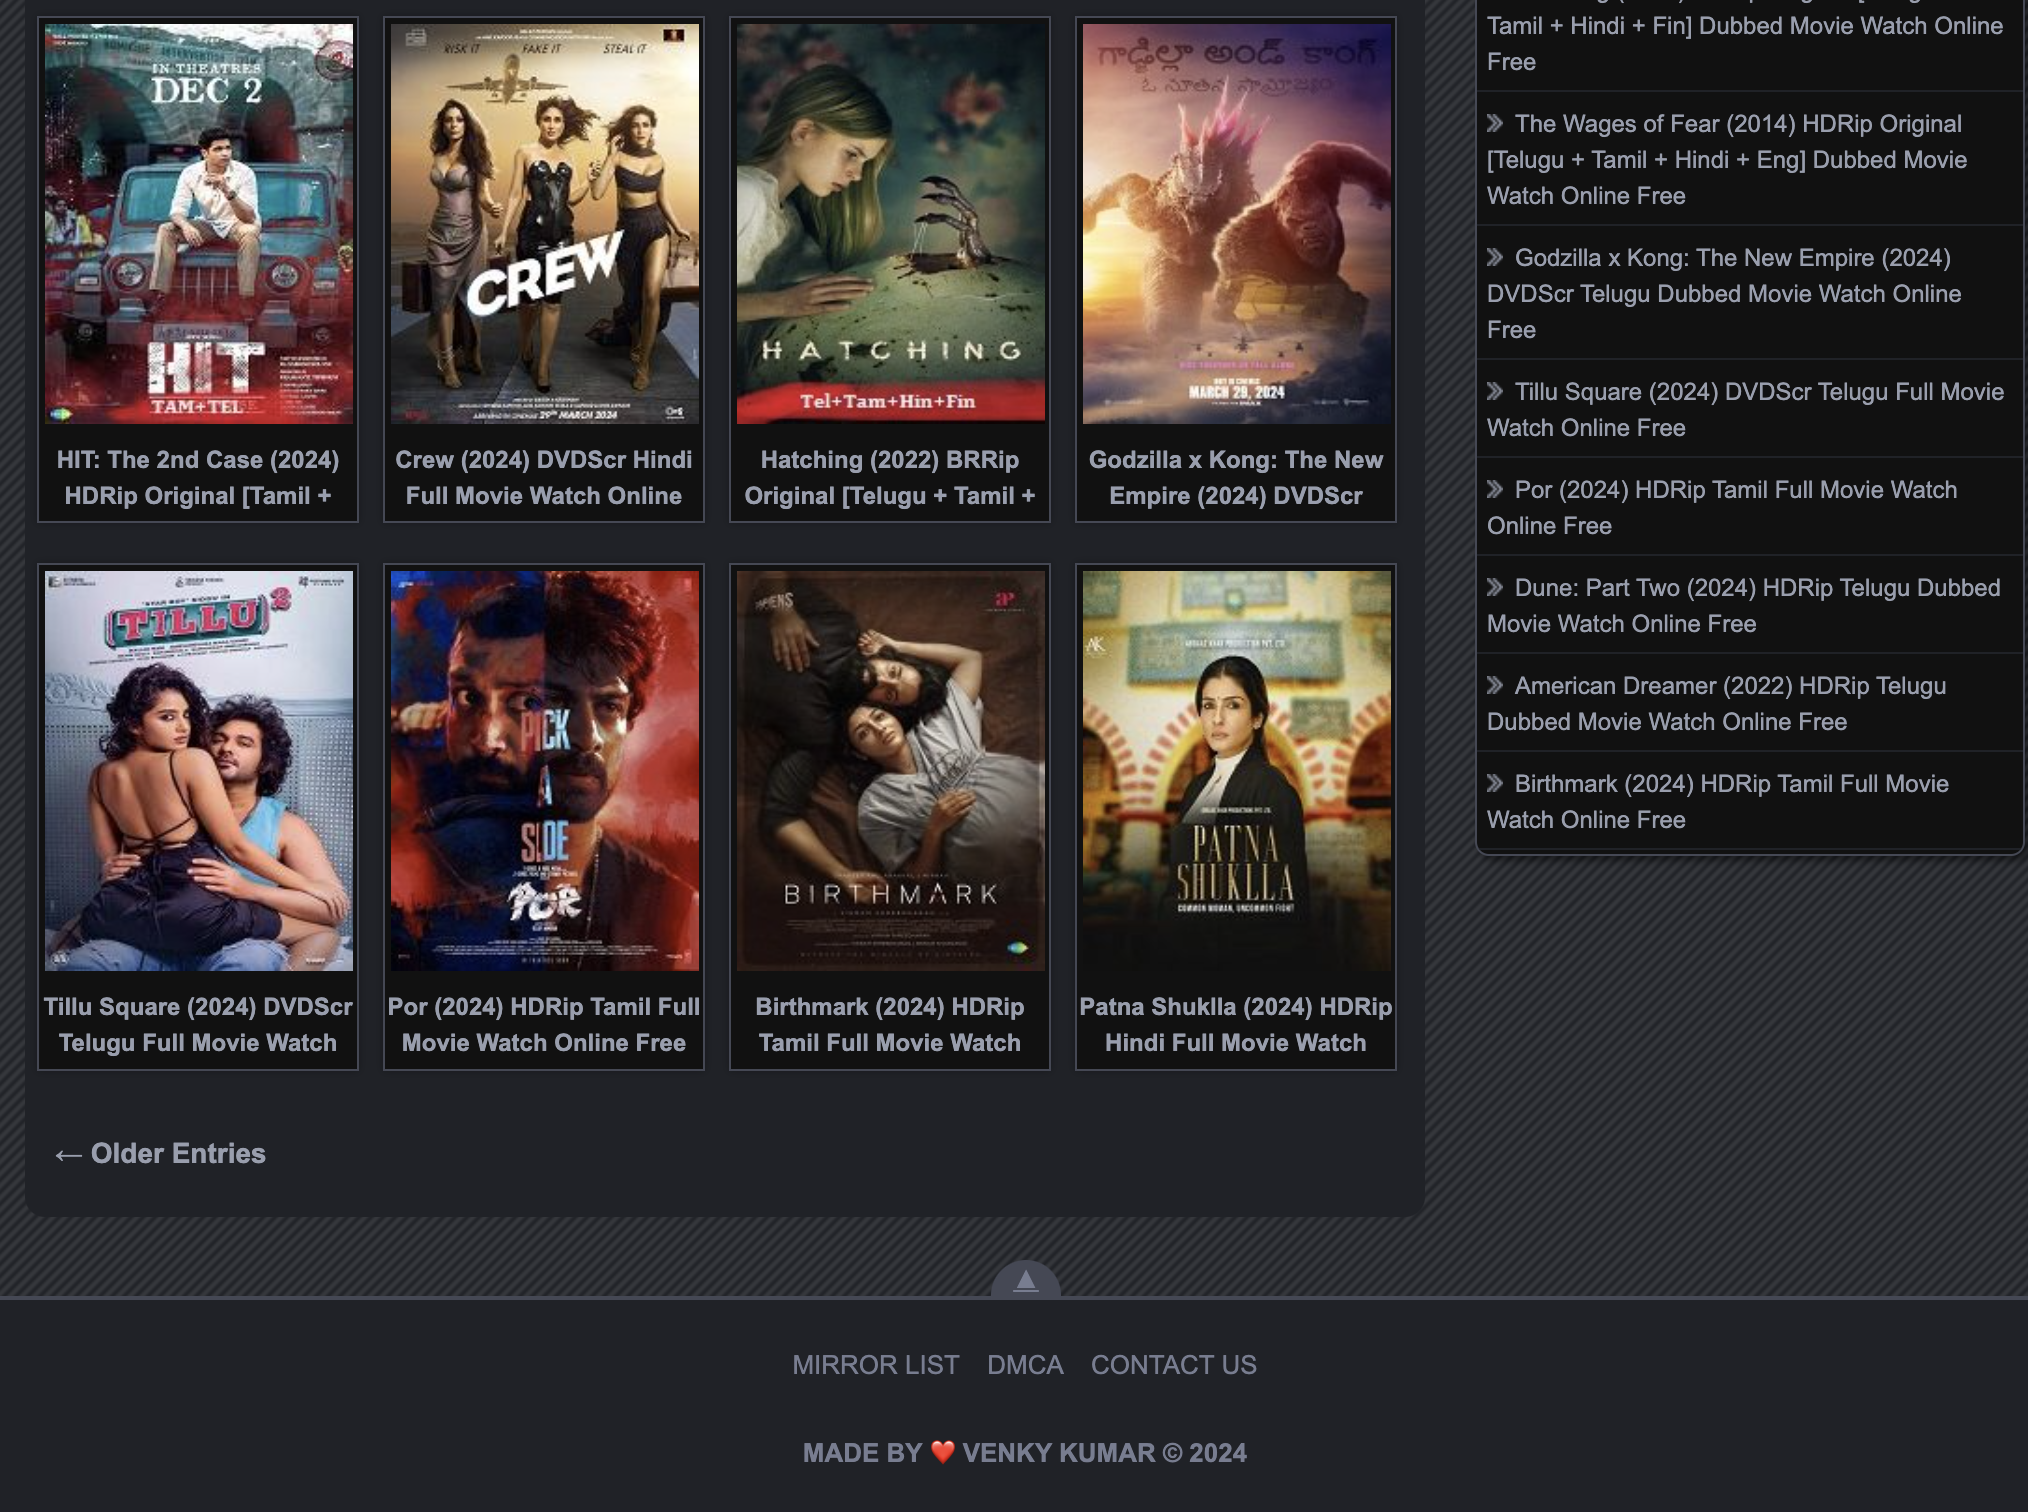 IN THEATRES
DEC 2
HIT
TAM+TEL
HIT: The 2nd Case (2024)
HDRip Original [Tamil +
RISK IT FAKE IT STEAL IT
CREW
29th MARCH 2024
Crew (2024) DVDScr Hindi
Full Movie Watch Online
HATCHING
Tel+Tam+Hin+Fin
Hatching (2022) BRRip
Original [Telugu + Tamil +
గాడ్జిల్లా అండ్ కాంగ్
ఓ నూతన సామ్రాజ్యం
MARCH 29, 2024
Godzilla x Kong: The New
Empire (2024) DVDScr
TILLU 2
Tillu Square (2024) DVDScr
Telugu Full Movie Watch
PICK
A
SIDE
POR
Por (2024) HDRip Tamil Full
Movie Watch Online Free
BIRTHMARK
Birthmark (2024) HDRip
Tamil Full Movie Watch
AK
PATNA
SHUKLLA
COMMON WOMAN, UNCOMMON FIGHT
Patna Shuklla (2024) HDRip
Hindi Full Movie Watch
← Older Entries
Tamil + Hindi + Fin] Dubbed Movie Watch Online
Free
» The Wages of Fear (2014) HDRip Original
[Telugu + Tamil + Hindi + Eng] Dubbed Movie
Watch Online Free
» Godzilla x Kong: The New Empire (2024)
DVDScr Telugu Dubbed Movie Watch Online
Free
» Tillu Square (2024) DVDScr Telugu Full Movie
Watch Online Free
» Por (2024) HDRip Tamil Full Movie Watch
Online Free
» Dune: Part Two (2024) HDRip Telugu Dubbed
Movie Watch Online Free
» American Dreamer (2022) HDRip Telugu
Dubbed Movie Watch Online Free
» Birthmark (2024) HDRip Tamil Full Movie
Watch Online Free
MIRROR LIST DMCA CONTACT US
MADE BY ❤️ VENKY KUMAR © 2024